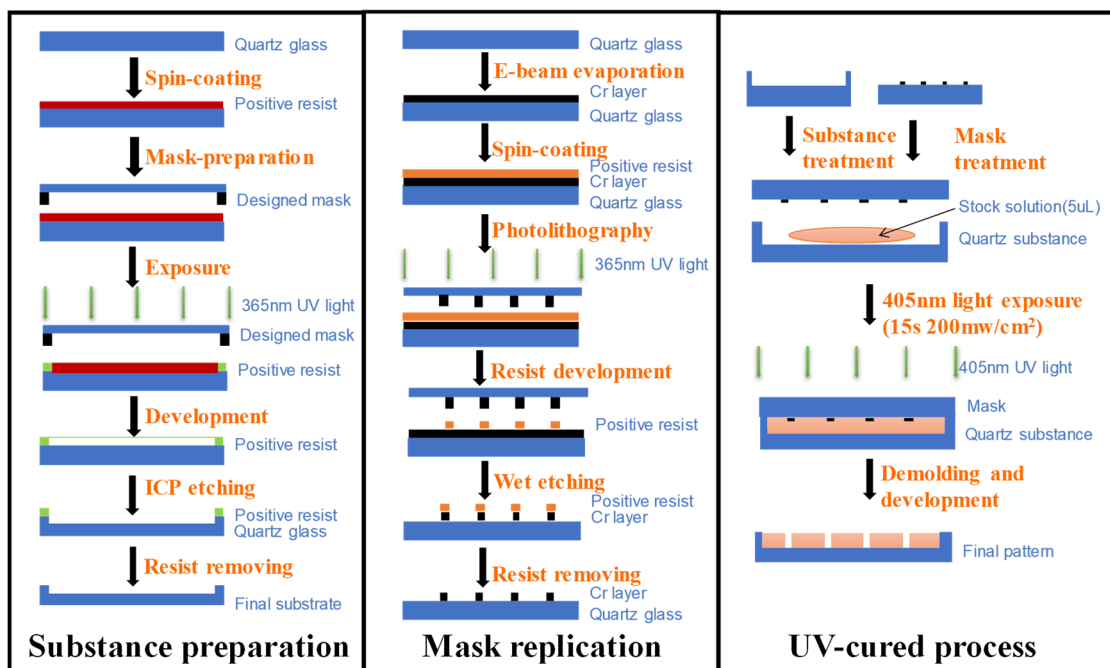 Quartz glass
Spin-coating
Positive resist
Mask-preparation
Designed mask
Exposure
365nm UV light
Designed mask
Positive resist
Development
Positive resist
ICP etching
Positive resist
Quartz glass
Resist removing
Final substrate
Substance preparation
Quartz glass
E-beam evaporation
Cr layer
Quartz glass
Spin-coating
Positive resist
Cr layer
Quartz glass
Photolithography
365nm UV light
Resist development
Positive resist
Wet etching
Positive resist
Cr layer
Resist removing
Cr layer
Quartz glass
Mask replication
Substance
treatment
Mask
treatment
Stock solution(5uL)
Quartz substance
405nm light exposure
(15s 200mw/cm²)
405nm UV light
Mask
Quartz substance
Demolding and
development
Final pattern
UV-cured process